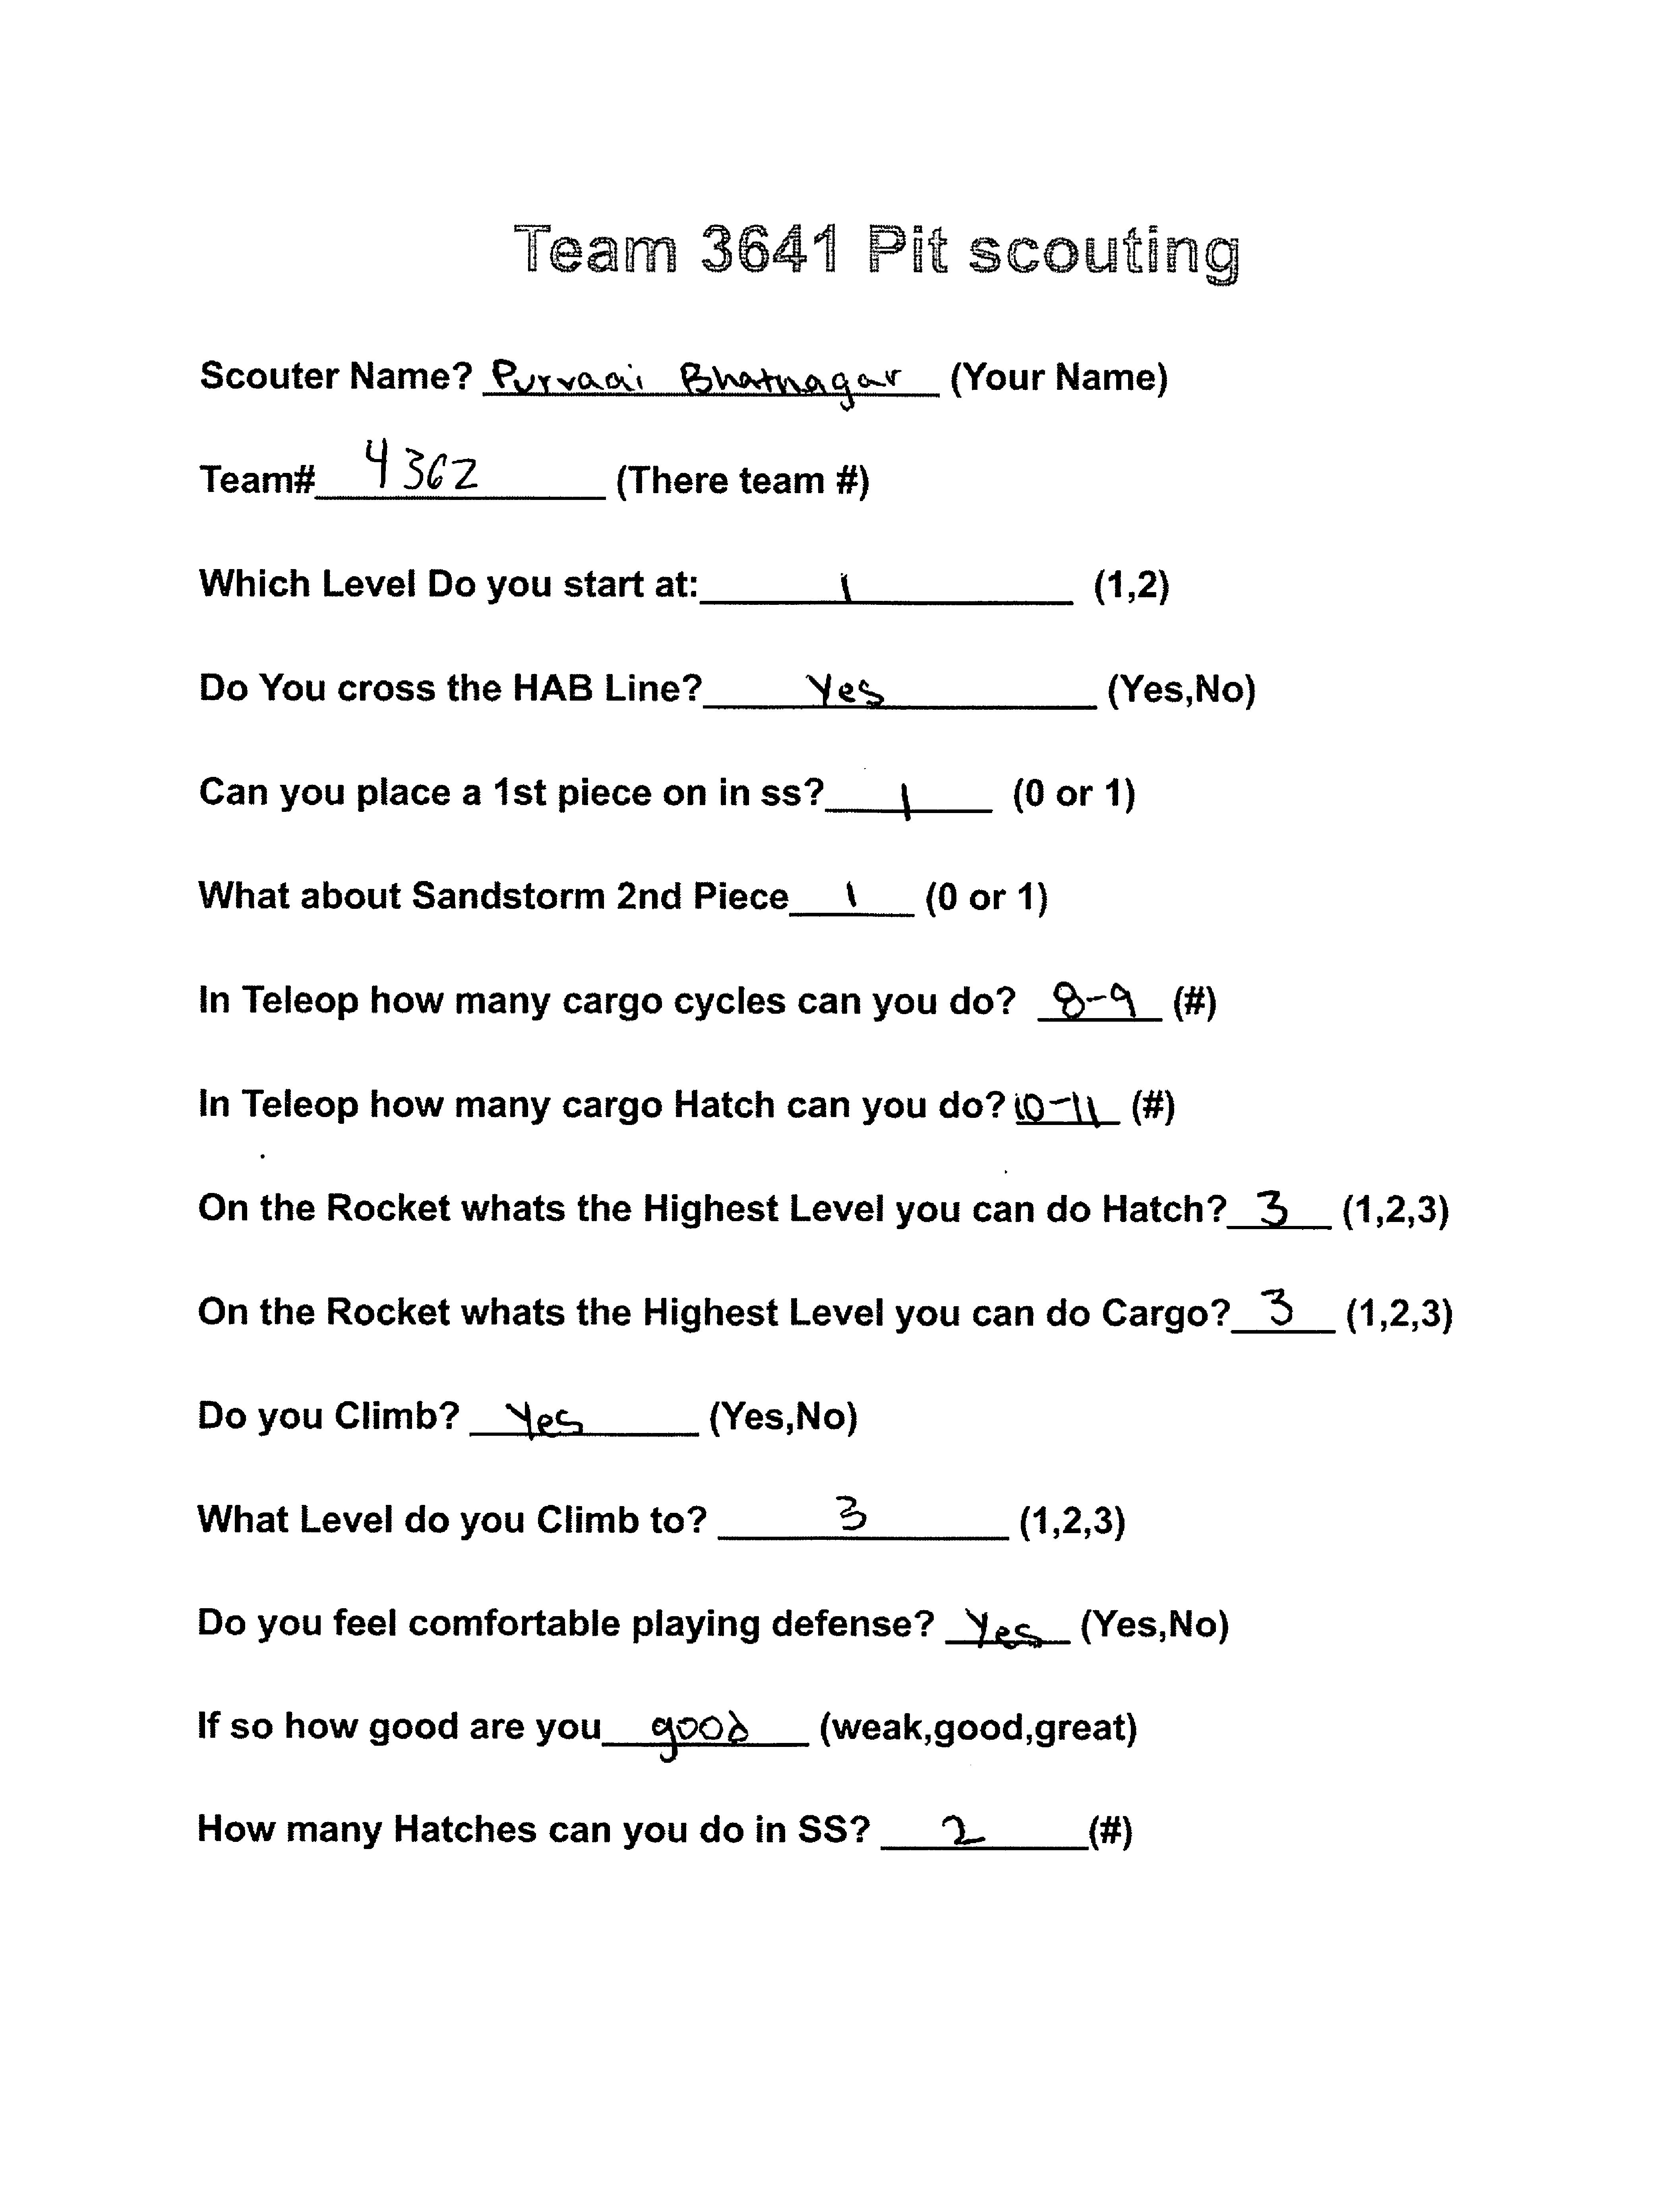 Team 3641 Pit scouting
Scouter Name? Purvaai Bhatnagar (Your Name)
Team# 4362 (There team #)
Which Level Do you start at: 1 (1,2)
Do You cross the HAB Line? Yes (Yes,No)
Can you place a 1st piece on in ss? 1 (0 or 1)
What about Sandstorm 2nd Piece 1 (0 or 1)
In Teleop how many cargo cycles can you do? 8-9 (#)
In Teleop how many cargo Hatch can you do? 10-11 (#)
On the Rocket whats the Highest Level you can do Hatch? 3 (1,2,3)
On the Rocket whats the Highest Level you can do Cargo? 3 (1,2,3)
Do you Climb? Yes (Yes,No)
What Level do you Climb to? 3 (1,2,3)
Do you feel comfortable playing defense? Yes (Yes,No)
If so how good are you good (weak,good,great)
How many Hatches can you do in SS? 2 (#)